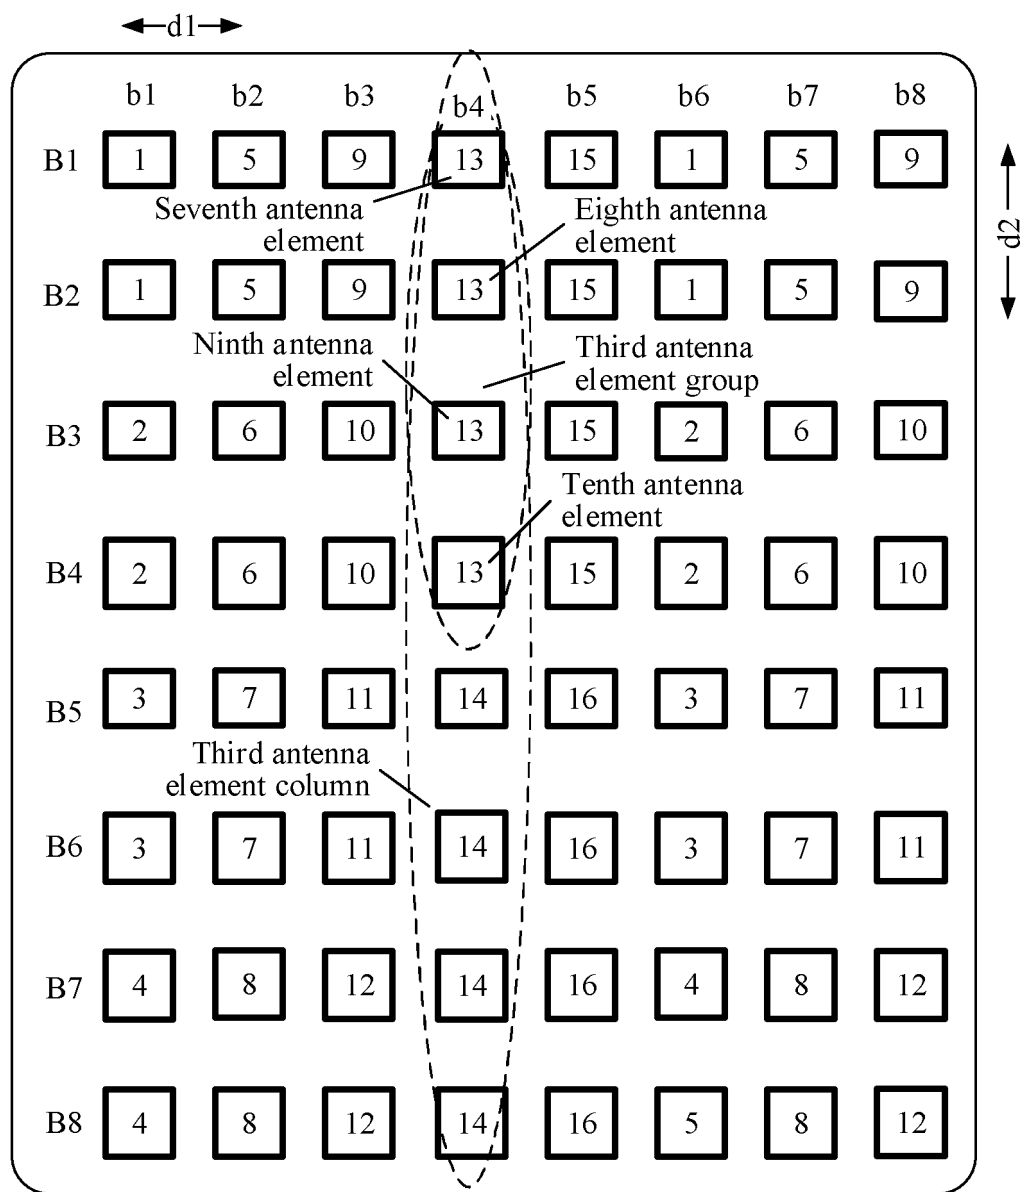 d1
b1 b2 b3 b4 b5 b6 b7 b8
B1 1 5 9 13 15 1 5 9
Seventh antenna
element
Eighth antenna
element
d2
B2 1 5 9 13 15 1 5 9
Ninth antenna
element
Third antenna
element group
B3 2 6 10 13 15 2 6 10
Tenth antenna
element
B4 2 6 10 13 15 2 6 10
B5 3 7 11 14 16 3 7 11
Third antenna
element column
B6 3 7 11 14 16 3 7 11
B7 4 8 12 14 16 4 8 12
B8 4 8 12 14 16 5 8 12